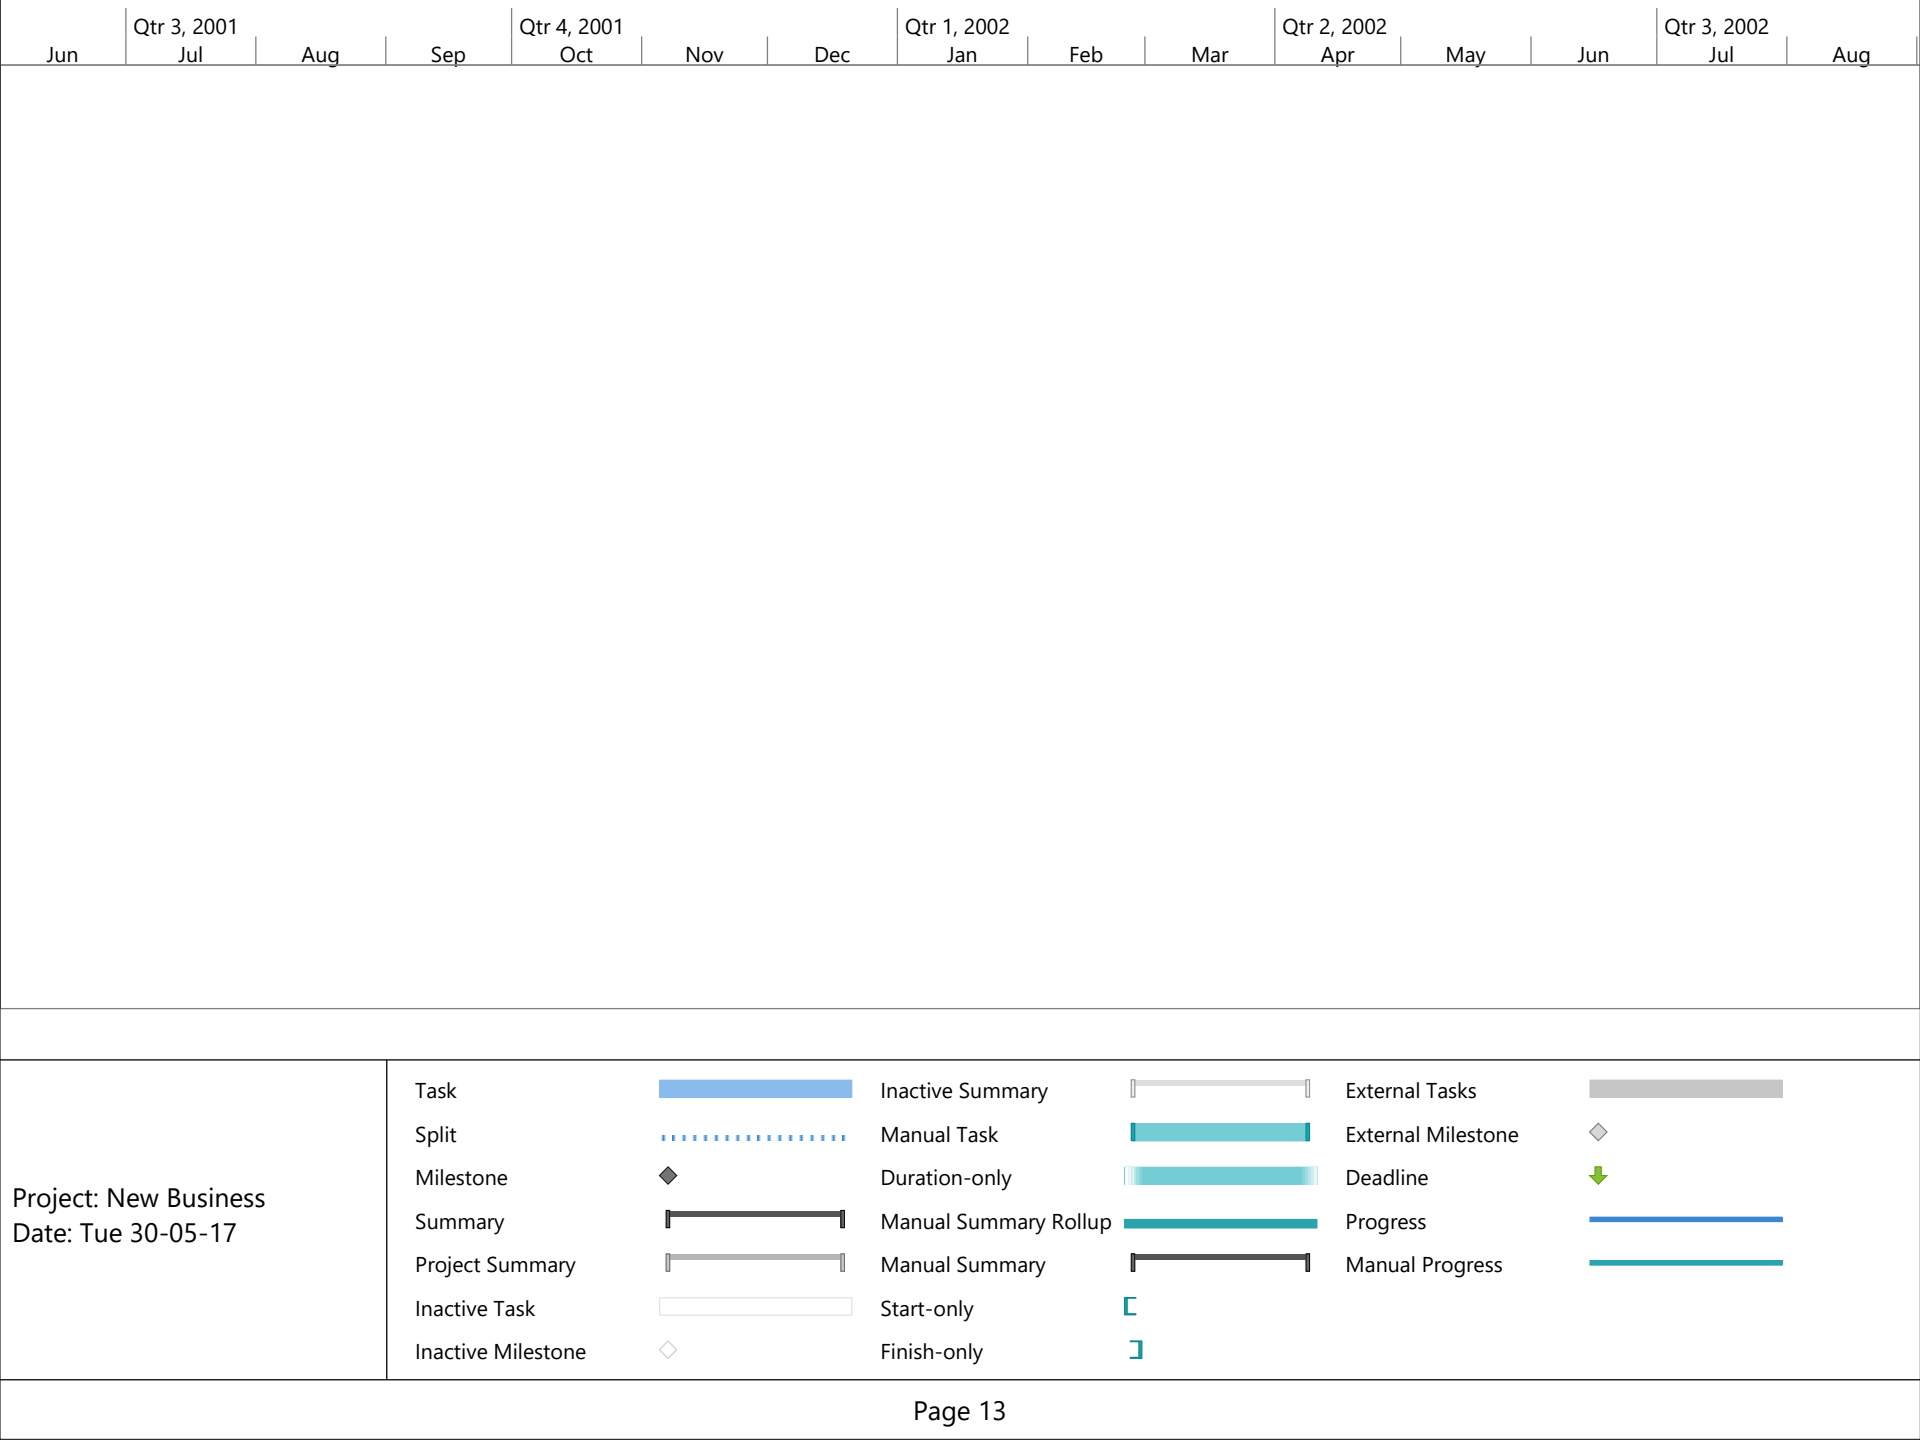 Qtr 3, 2001 Qtr 4, 2001 Qtr 1, 2002 Qtr 2, 2002 Qtr 3, 2002
Jun Jul Aug Sep Oct Nov Dec Jan Feb Mar Apr May Jun Jul Aug
Project: New Business
Date: Tue 30-05-17
Task
Split
Milestone
Summary
Project Summary
Inactive Task
Inactive Milestone
Inactive Summary
Manual Task
Duration-only
Manual Summary Rollup
Manual Summary
Start-only
Finish-only
External Tasks
External Milestone
Deadline
Progress
Manual Progress
Page 13